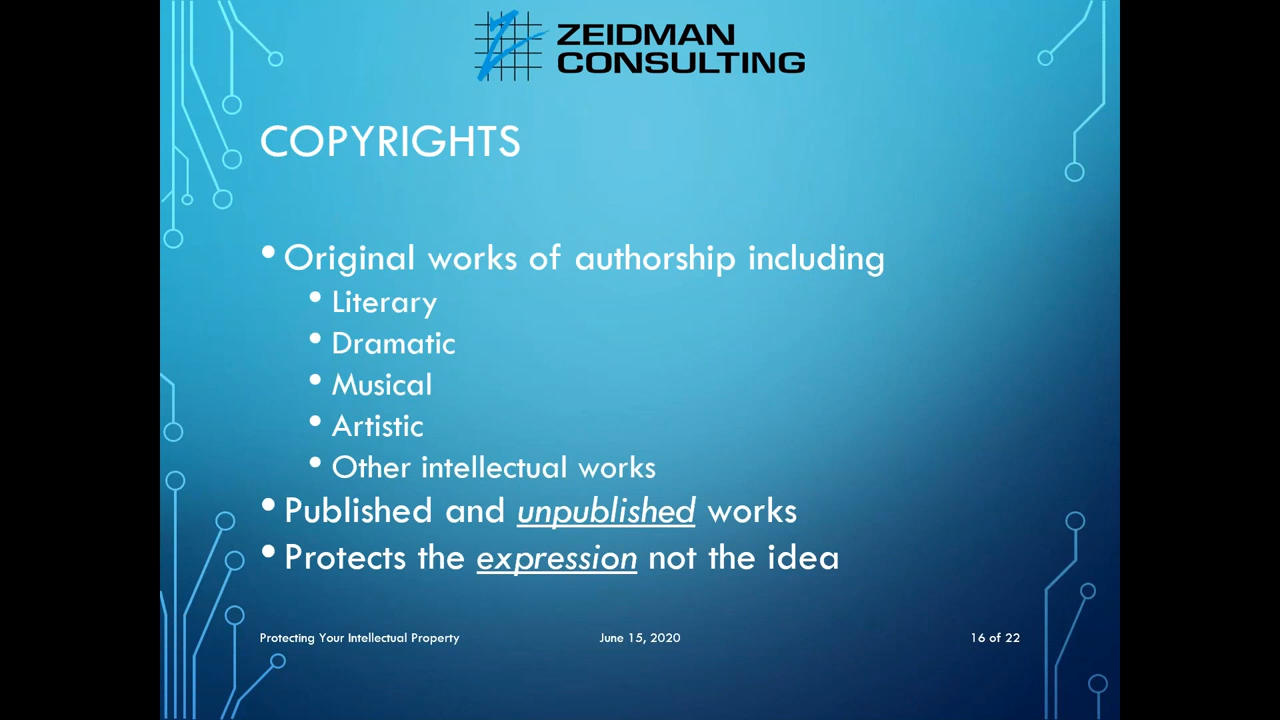 ZEIDMAN
CONSULTING
COPYRIGHTS
• Original works of authorship including
• Literary
• Dramatic
• Musical
• Artistic
• Other intellectual works
• Published and unpublished works
• Protects the expression not the idea
Protecting Your Intellectual Property June 15, 2020 16 of 22